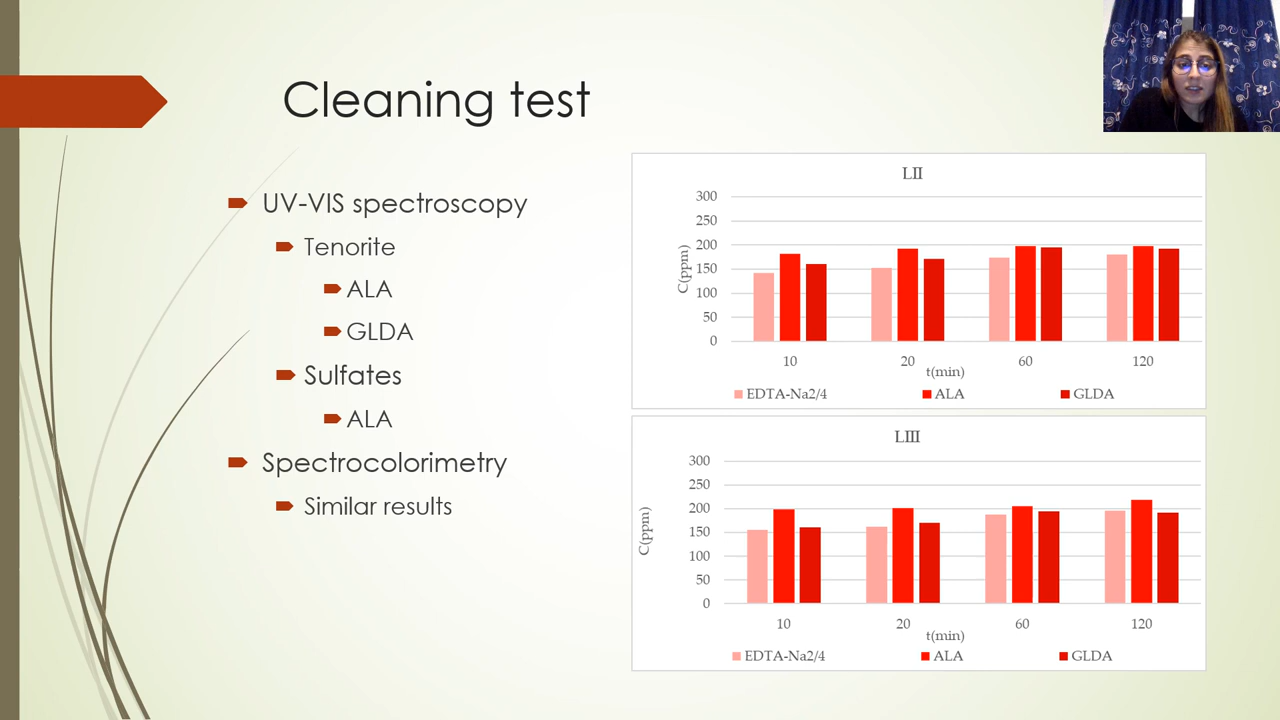 Cleaning test
UV-VIS spectroscopy
Tenorite
ALA
GLDA
Sulfates
ALA
Spectrocolorimetry
Similar results
LII
300
250
200
150
100
50
0
C(ppm)
10 20 60 120
t(min)
EDTA-Na2/4 ALA GLDA
LIII
300
250
200
150
100
50
0
C(ppm)
10 20 60 120
t(min)
EDTA-Na2/4 ALA GLDA